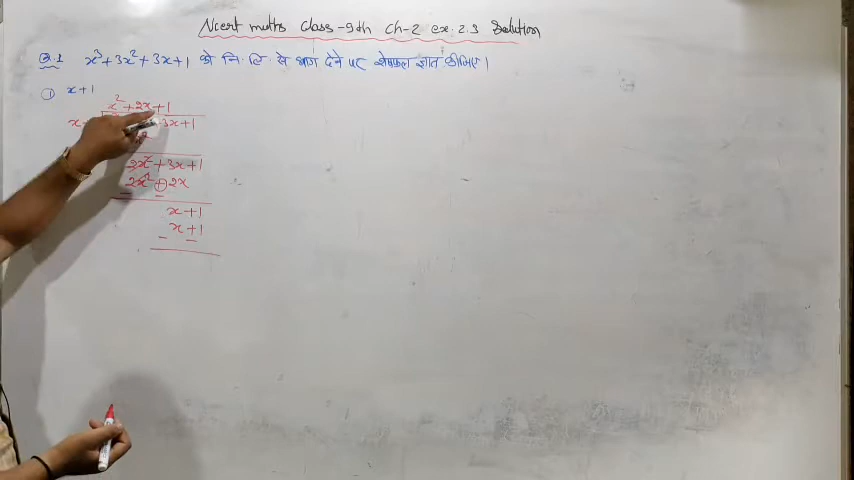 Ncert maths Class-9th Ch-2 ex.2.3 Solution
Q.1 x³+3x²+3x+1 को नि. लि. से भाग देने पर शेषफल ज्ञात कीजिए।
① x+1
x²+2x+1
3x+1
2x²+3x+1
2x²+2x
- -
x+1
x+1
- -